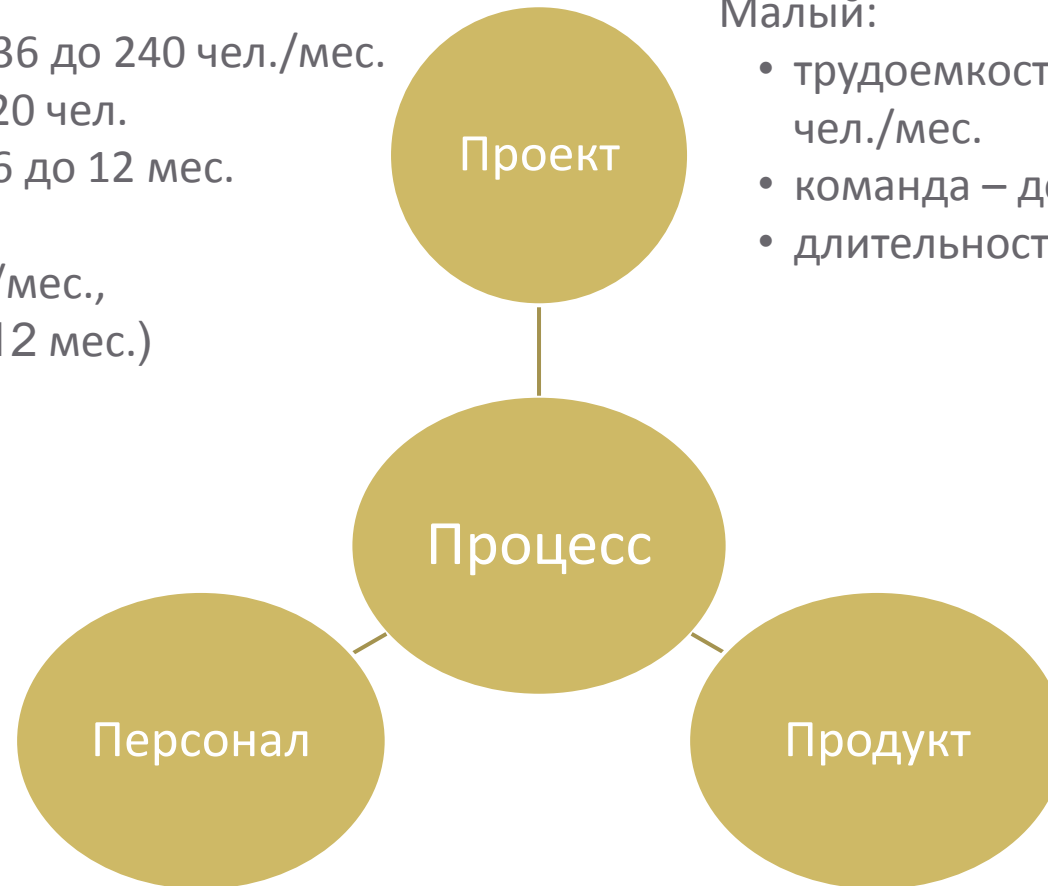 36 до 240 чел./мес.
20 чел.
6 до 12 мес.
/мес.,
12 мес.)
Проект
Малый:
• трудоемкост
чел./мес.
• команда – д
• длительност
Процесс
Персонал
Продукт